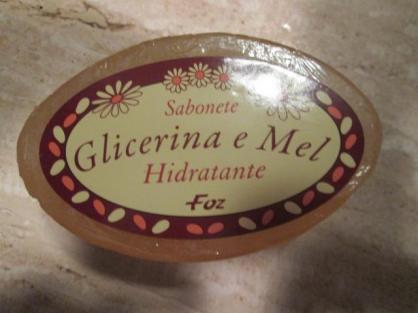 Sabonete
Glicerina e Mel
Hidratante
Foz